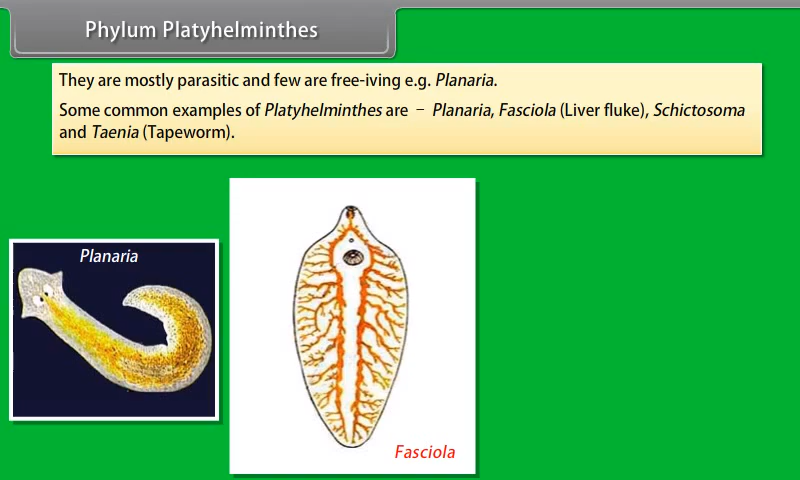 Phylum Platyhelminthes
They are mostly parasitic and few are free-iving e.g. Planaria.
Some common examples of Platyhelminthes are – Planaria, Fasciola (Liver fluke), Schictosoma
and Taenia (Tapeworm).
Planaria
Fasciola